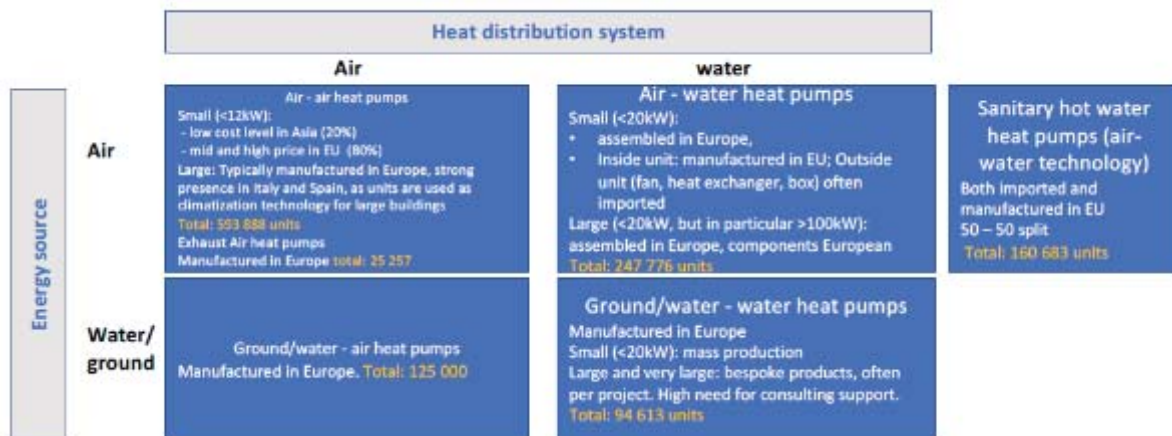 Heat distribution system
Air
water
Energy source
Air
Air - air heat pumps
Small (<12kW):
- low cost level in Asia (20%)
- mid and high price in EU (80%)
Large: Typically manufactured in Europe, strong
presence in Italy and Spain, as units are used as
climatization technology for large buildings
Total: 593 888 units
Exhaust Air heat pumps
Manufactured in Europe total: 25 257
Air - water heat pumps
Small (<20kW):
• assembled in Europe,
• Inside unit: manufactured in EU; Outside
unit (fan, heat exchanger, box) often
imported
Large (<20kW, but in particular >100kW):
assembled in Europe, components European
Total: 247 776 units
Sanitary hot water
heat pumps (air-
water technology)
Both imported and
manufactured in EU
50 – 50 split
Total: 160 683 units
Water/
ground
Ground/water - air heat pumps
Manufactured in Europe. Total: 125 000
Ground/water - water heat pumps
Manufactured in Europe
Small (<20kW): mass production
Large and very large: bespoke products, often
per project. High need for consulting support.
Total: 94 613 units